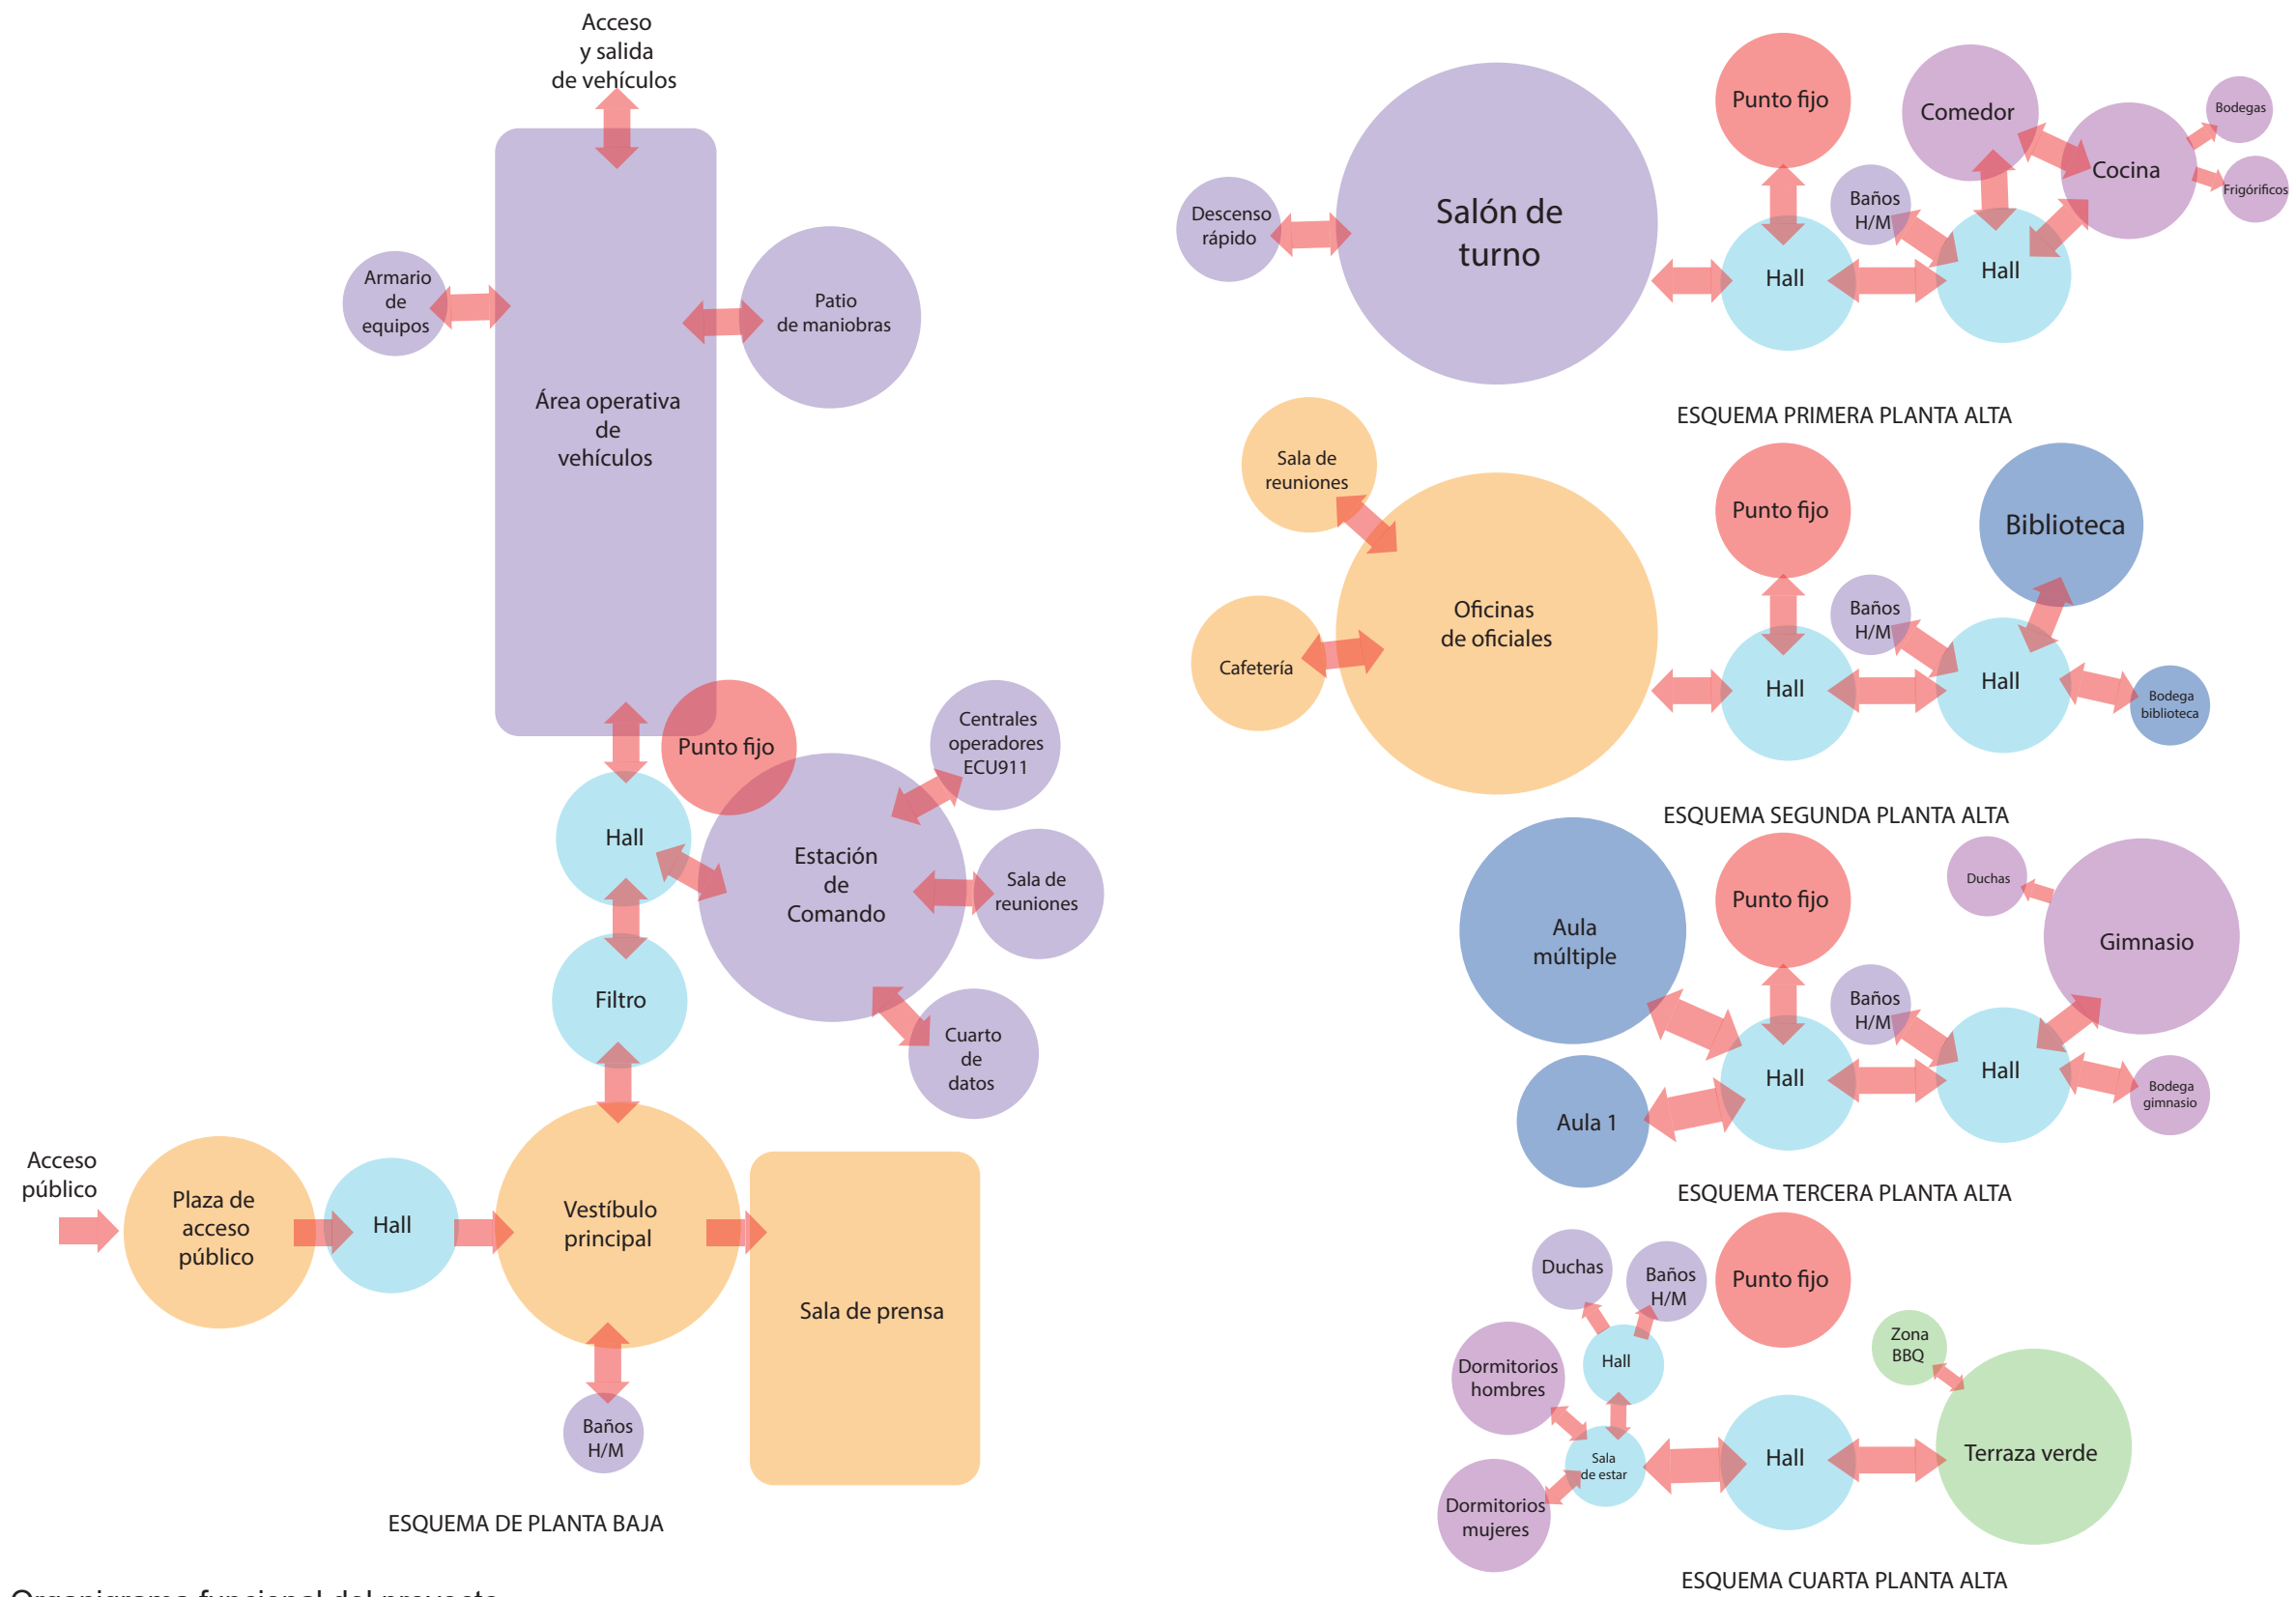 Acceso
y salida
de vehículos
Armario
de
equipos
Patio
de maniobras
Área operativa
de
vehículos
Punto fijo
Centrales
operadores
ECU911
Hall
Estación
de
Comando
Sala de
reuniones
Filtro
Cuarto
de
datos
Acceso
público
Plaza de
acceso
público
Hall
Vestíbulo
principal
Sala de prensa
Baños
H/M
ESQUEMA DE PLANTA BAJA
Descenso
rápido
Salón de
turno
Punto fijo
Comedor
Cocina
Bodegas
Frigórificos
Baños
H/M
Hall
Hall
ESQUEMA PRIMERA PLANTA ALTA
Sala de
reuniones
Cafetería
Oficinas
de oficiales
Punto fijo
Biblioteca
Baños
H/M
Hall
Hall
Bodega
biblioteca
ESQUEMA SEGUNDA PLANTA ALTA
Aula
múltiple
Aula 1
Punto fijo
Duchas
Gimnasio
Baños
H/M
Hall
Hall
Bodega
gimnasio
ESQUEMA TERCERA PLANTA ALTA
Duchas
Baños
H/M
Punto fijo
Hall
Dormitorios
hombres
Zona
BBQ
Sala
de estar
Hall
Terraza verde
Dormitorios
mujeres
ESQUEMA CUARTA PLANTA ALTA
Organigrama funcional del proyecto